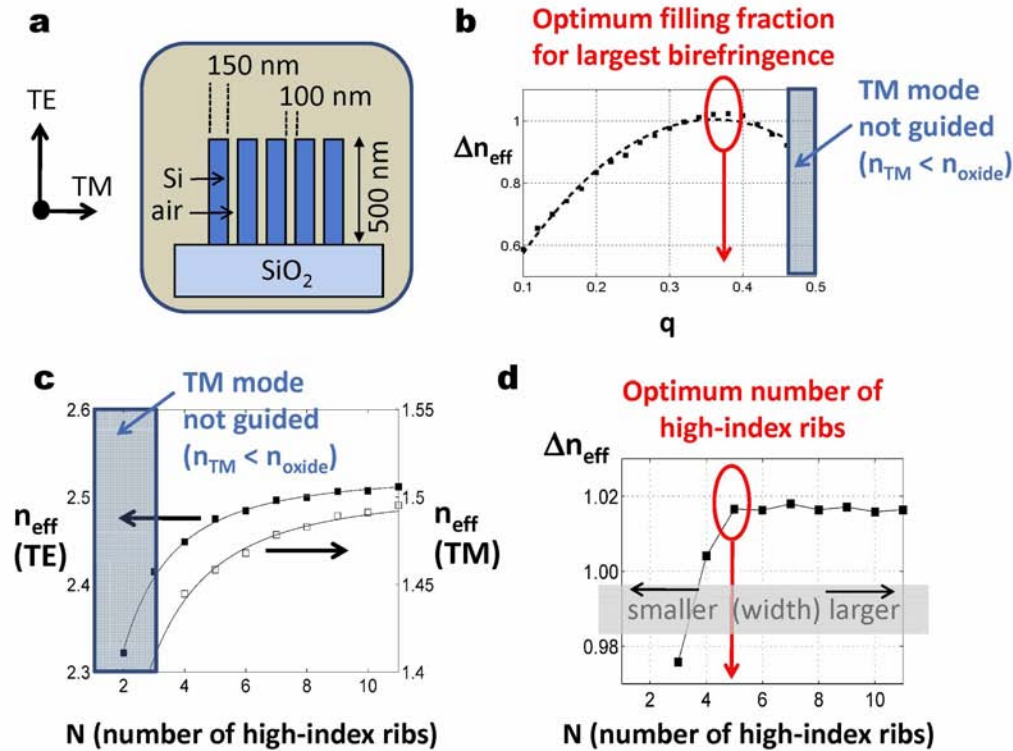 a
150 nm
100 nm
TE
TM
Si
air
500 nm
SiO2
b
Optimum filling fraction
for largest birefringence
TM mode
not guided
(nTM < noxide)
Δneff
1
0.8
0.6
0.1 0.2 0.3 0.4 0.5
q
c
TM mode
not guided
(nTM < noxide)
2.6
2.5
2.4
2.3
neff
(TE)
1.55
1.50
1.45
1.40
neff
(TM)
2 4 6 8 10
N (number of high-index ribs)
d
Optimum number of
high-index ribs
Δneff
1.02
1.00
0.98
smaller (width) larger
2 4 6 8 10
N (number of high-index ribs)